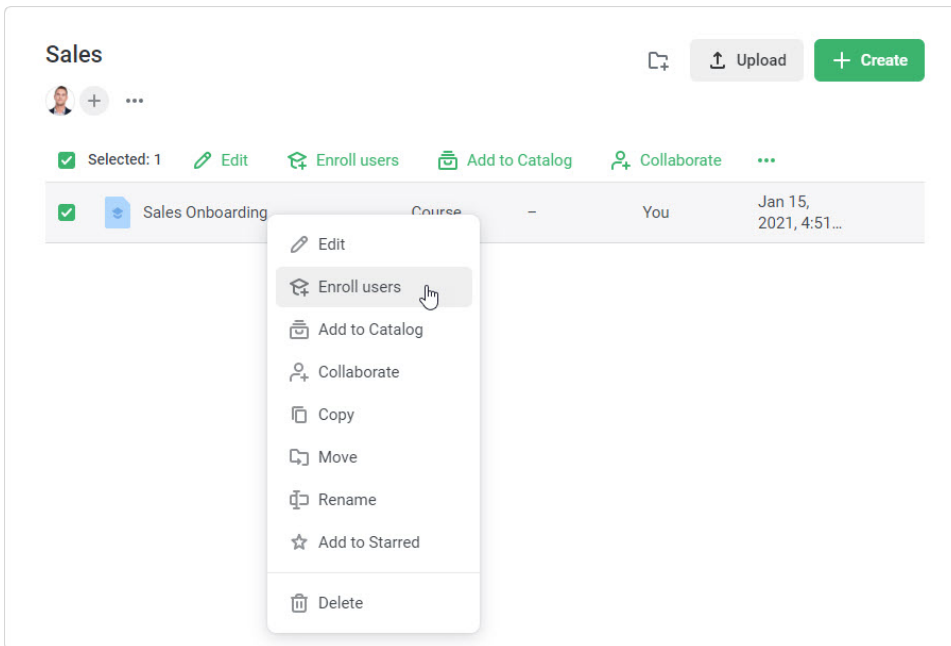 Sales
Upload
Create
Selected: 1
Edit
Enroll users
Add to Catalog
Collaborate
Sales Onboarding
Course
–
You
Jan 15,
2021, 4:51…
Edit
Enroll users
Add to Catalog
Collaborate
Copy
Move
Rename
Add to Starred
Delete